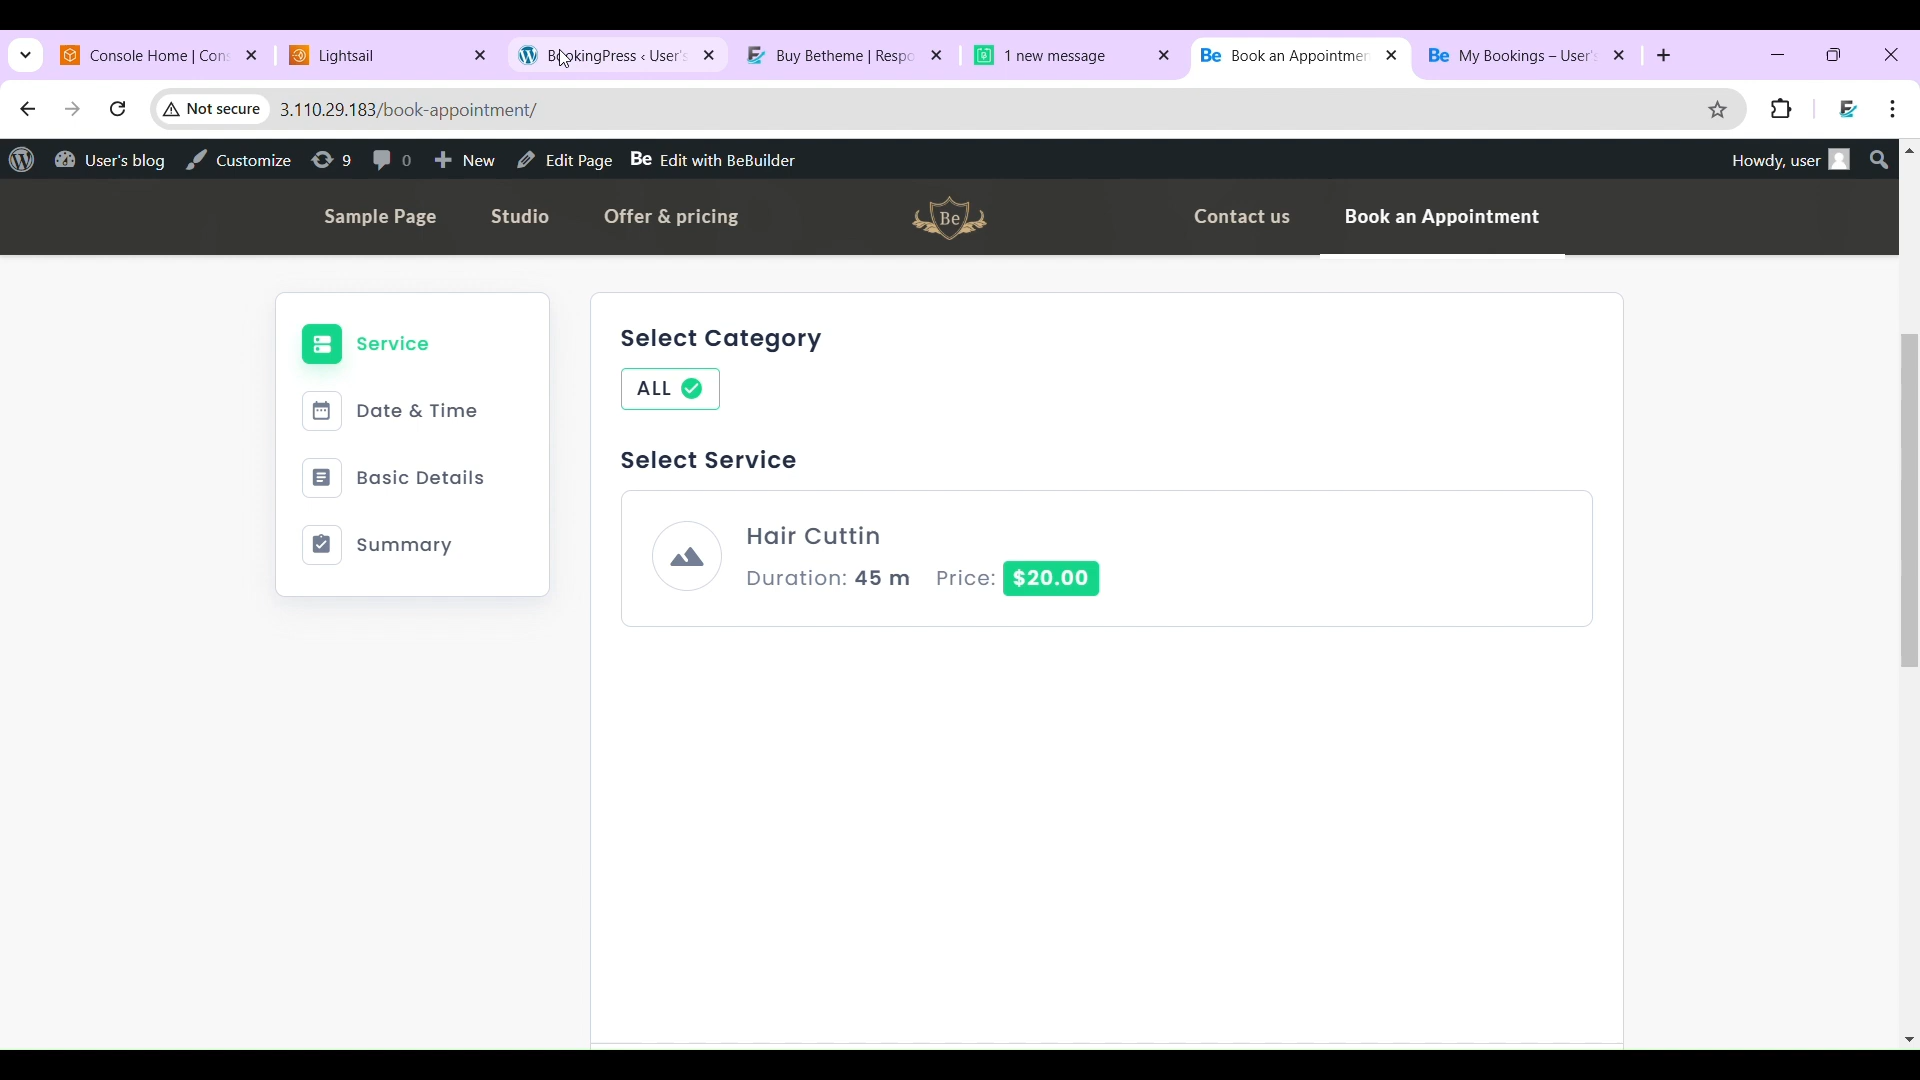 Console Home | Con
Lightsail
BookingPress ‹ User's
Buy Betheme | Respo
1 new message
Book an Appointmen
My Bookings – User'
Not secure
3.110.29.183/book-appointment/
User's blog
Customize
9
0
New
Edit Page
Be
Edit with BeBuilder
Howdy, user
Sample Page
Studio
Offer & pricing
Be
Contact us
Book an Appointment
Service
Date & Time
Basic Details
Summary
Select Category
ALL
Select Service
Hair Cuttin
Duration: 45 m Price: $20.00